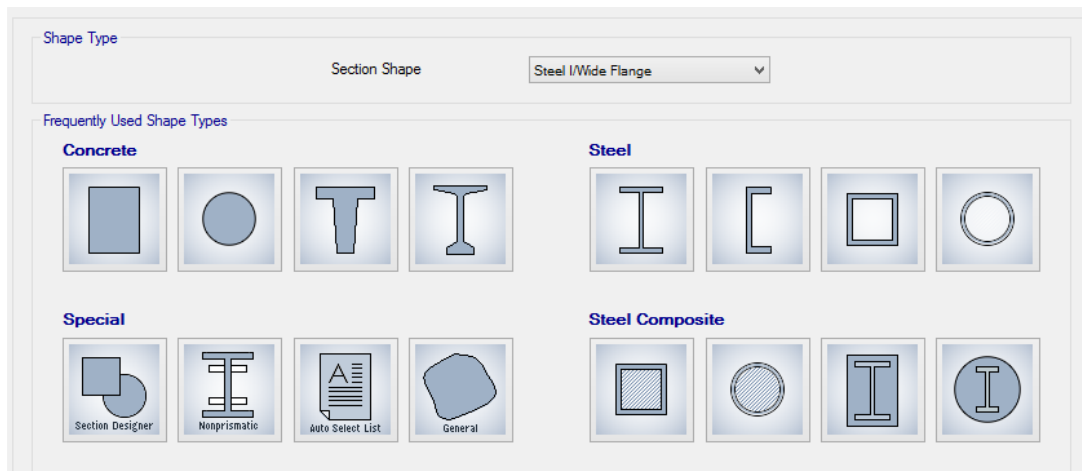 Shape Type
Section Shape Steel I/Wide Flange
Frequently Used Shape Types
Concrete Steel
Special Steel Composite
Section Designer Nonprismatic Auto Select List General